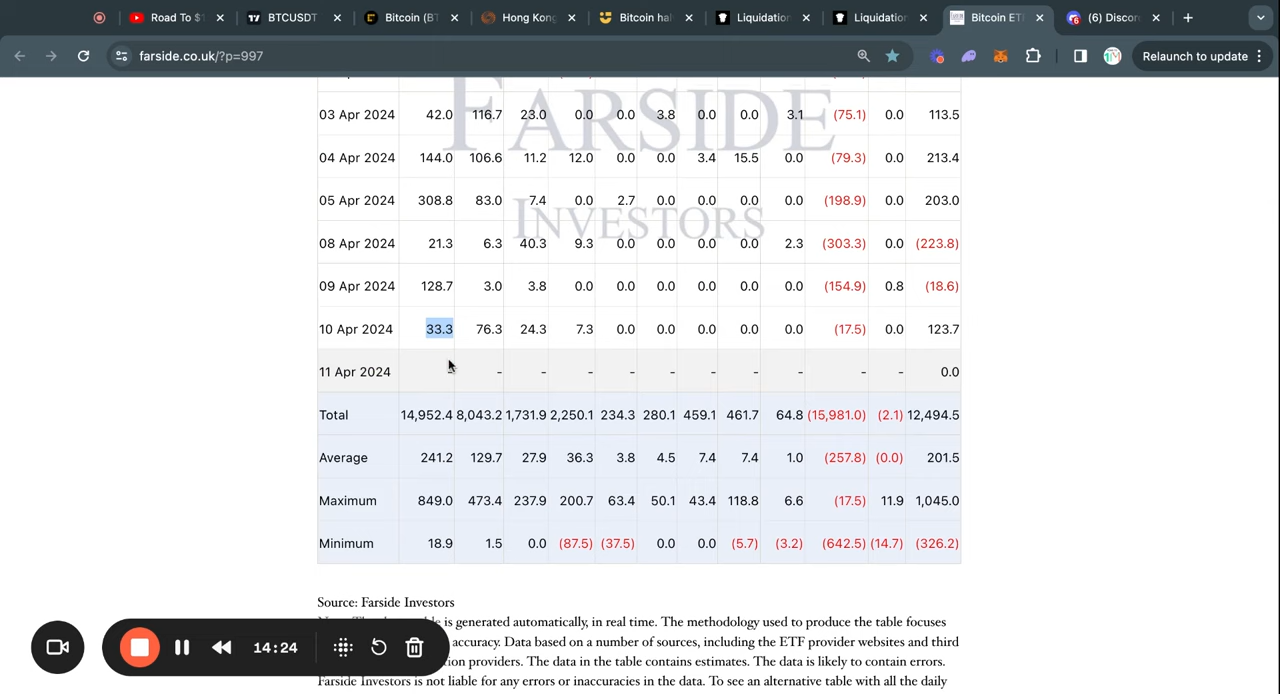 Road To $1
BTCUSDT
Bitcoin (BT
Hong Kong
Bitcoin hal
Liquidation
Liquidation
Bitcoin ET
(6) Discor
farside.co.uk/?p=997
Relaunch to update
FARSIDE
INVESTORS
03 Apr 2024 42.0 116.7 23.0 0.0 0.0 3.8 0.0 0.0 3.1 (75.1) 0.0 113.5
04 Apr 2024 144.0 106.6 11.2 12.0 0.0 0.0 3.4 15.5 0.0 (79.3) 0.0 213.4
05 Apr 2024 308.8 83.0 7.4 0.0 2.7 0.0 0.0 0.0 0.0 (198.9) 0.0 203.0
08 Apr 2024 21.3 6.3 40.3 9.3 0.0 0.0 0.0 0.0 2.3 (303.3) 0.0 (223.8)
09 Apr 2024 128.7 3.0 3.8 0.0 0.0 0.0 0.0 0.0 0.0 (154.9) 0.8 (18.6)
10 Apr 2024 33.3 76.3 24.3 7.3 0.0 0.0 0.0 0.0 0.0 (17.5) 0.0 123.7
11 Apr 2024 - - - - - - - - - - - 0.0
Total 14,952.4 8,043.2 1,731.9 2,250.1 234.3 280.1 459.1 461.7 64.8 (15,981.0) (2.1) 12,494.5
Average 241.2 129.7 27.9 36.3 3.8 4.5 7.4 7.4 1.0 (257.8) (0.0) 201.5
Maximum 849.0 473.4 237.9 200.7 63.4 50.1 43.4 118.8 6.6 (17.5) 11.9 1,045.0
Minimum 18.9 1.5 0.0 (87.5) (37.5) 0.0 0.0 (5.7) (3.2) (642.5) (14.7) (326.2)
Source: Farside Investors
is generated automatically, in real time. The methodology used to produce the table focuses
accuracy. Data based on a number of sources, including the ETF provider websites and third
providers. The data in the table contains estimates. The data is likely to contain errors.
Farside Investors is not liable for any errors or inaccuracies in the data. To see an alternative table with all the daily
14:24